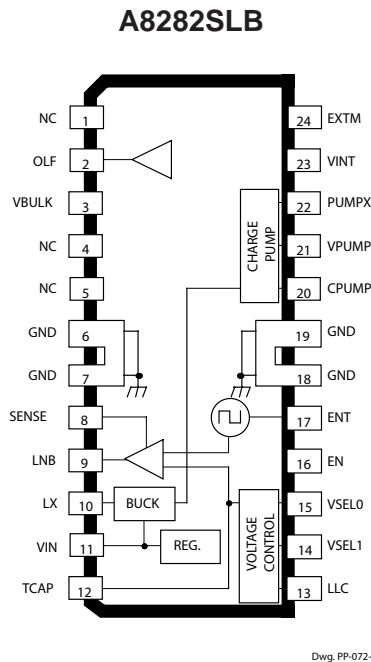 A8282SLB
NC 1
OLF 2
VBULK 3
NC 4
NC 5
GND 6
GND 7
SENSE 8
LNB 9
LX 10
VIN 11
TCAP 12
24 EXTM
23 VINT
22 PUMPX
21 VPUMP
20 CPUMP
19 GND
18 GND
17 ENT
16 EN
15 VSEL0
14 VSEL1
13 LLC
CHARGE
PUMP
BUCK
REG.
VOLTAGE
CONTROL
Dwg. PP-072-